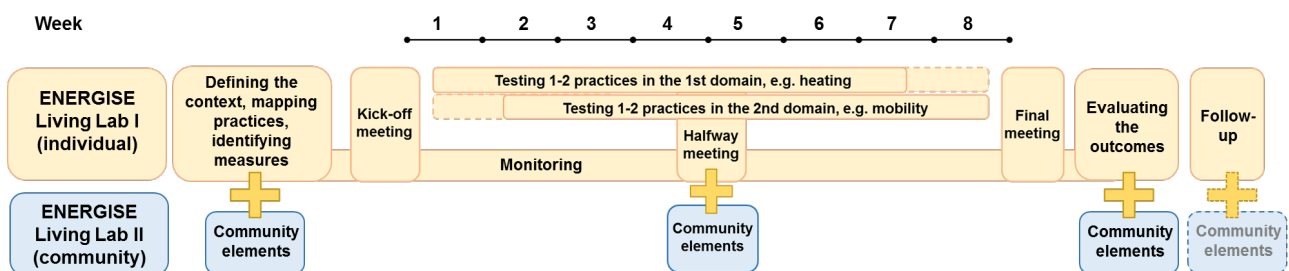 Week
1 2 3 4 5 6 7 8
ENERGISE
Living Lab I
(individual)
Defining the
context, mapping
practices,
identifying
measures
Kick-off
meeting
Testing 1-2 practices in the 1st domain, e.g. heating
Testing 1-2 practices in the 2nd domain, e.g. mobility
Halfway
meeting
Monitoring
Final
meeting
Evaluating
the
outcomes
Follow-
up
ENERGISE
Living Lab II
(community)
Community
elements
Community
elements
Community
elements
Community
elements